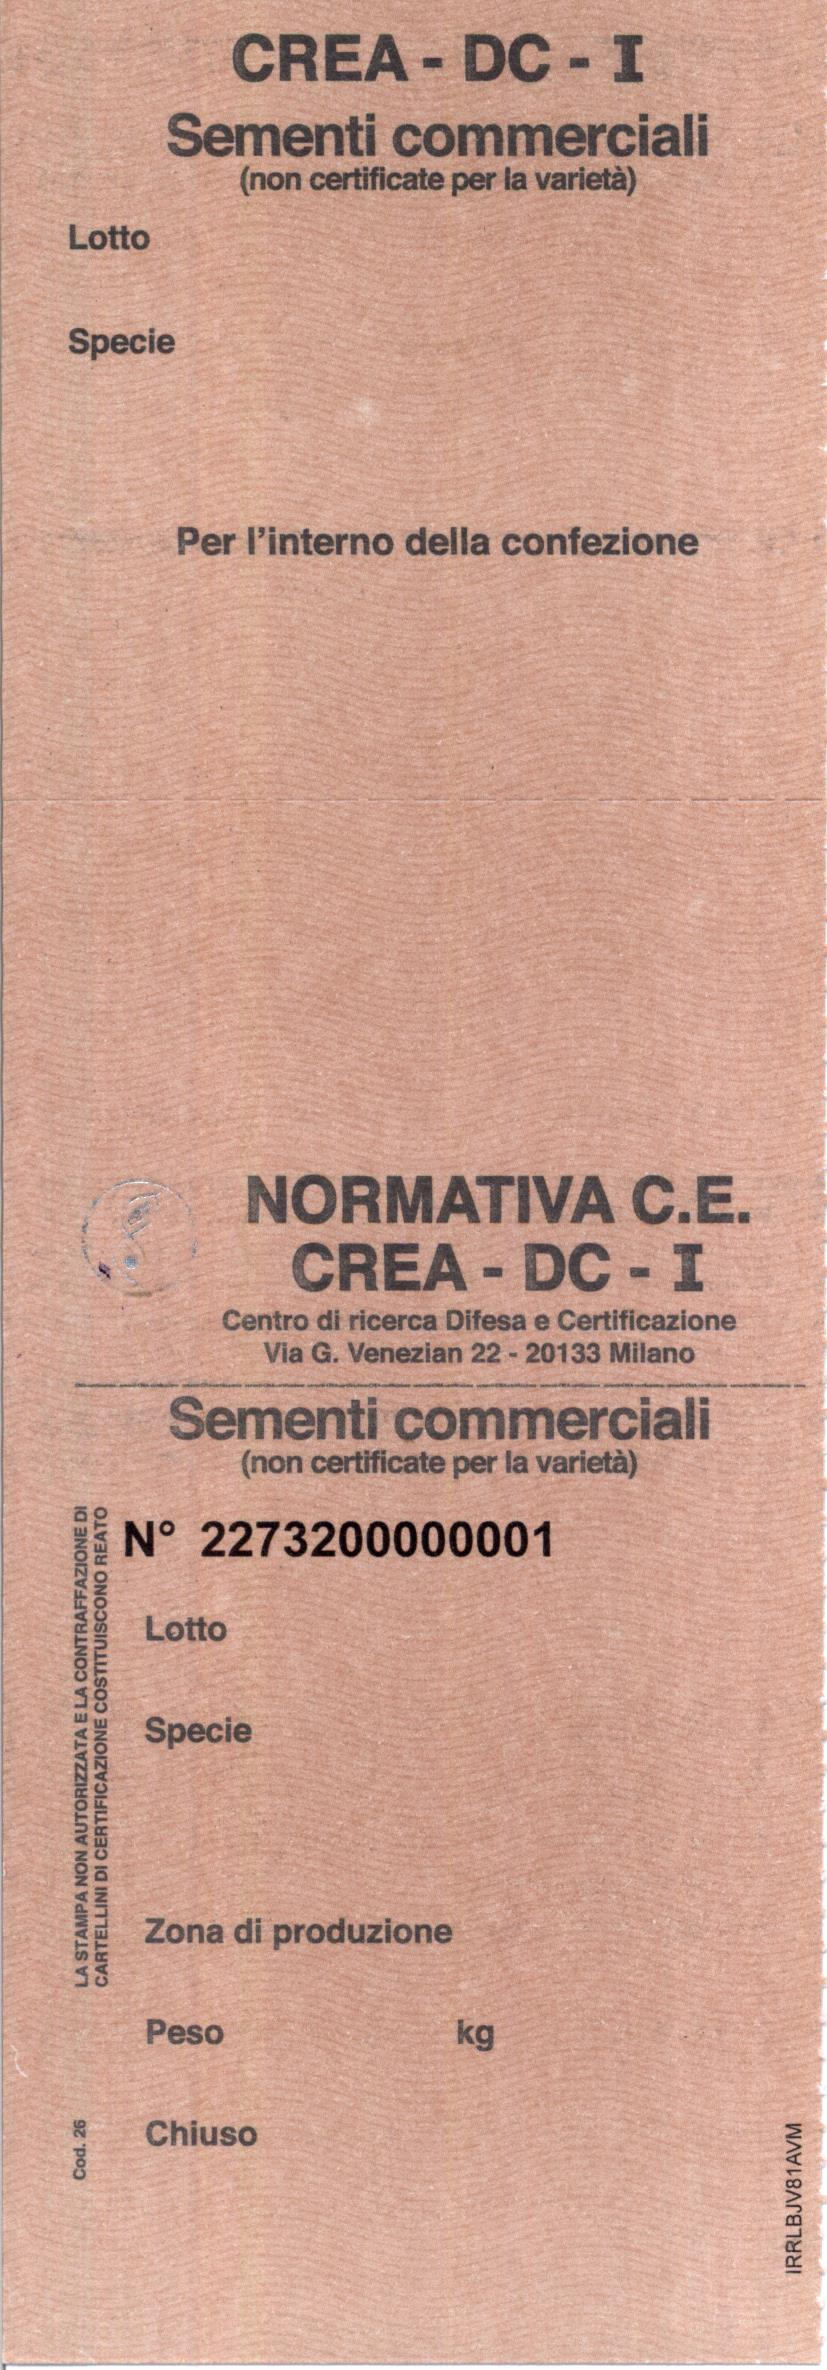 CREA - DC - I
Sementi commerciali
(non certificate per la varietà)
Lotto
Specie
Per l'interno della confezione
NORMATIVA C.E.
CREA - DC - I
Centro di ricerca Difesa e Certificazione
Via G. Venezian 22 - 20133 Milano
Sementi commerciali
(non certificate per la varietà)
N° 2273200000001
Lotto
Specie
Zona di produzione
Peso kg
Chiuso
LA STAMPA NON AUTORIZZATA E LA CONTRAFFAZIONE DI
CARTELLINI DI CERTIFICAZIONE COSTITUISCONO REATO
Cod. 26
IRRLBJV81AVM